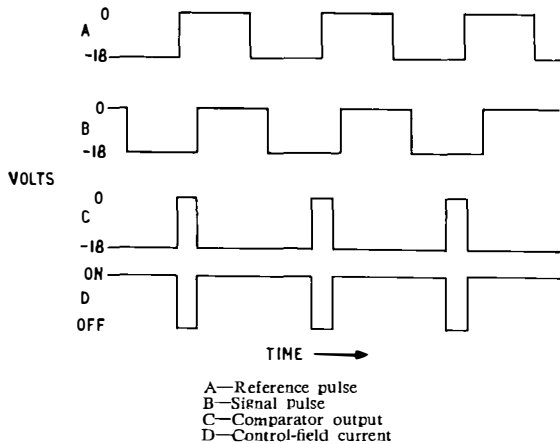 0
A
-18
0
B
-18
VOLTS
0
C
-18
ON
D
OFF
TIME
A—Reference pulse
B—Signal pulse
C—Comparator output
D—Control-field current